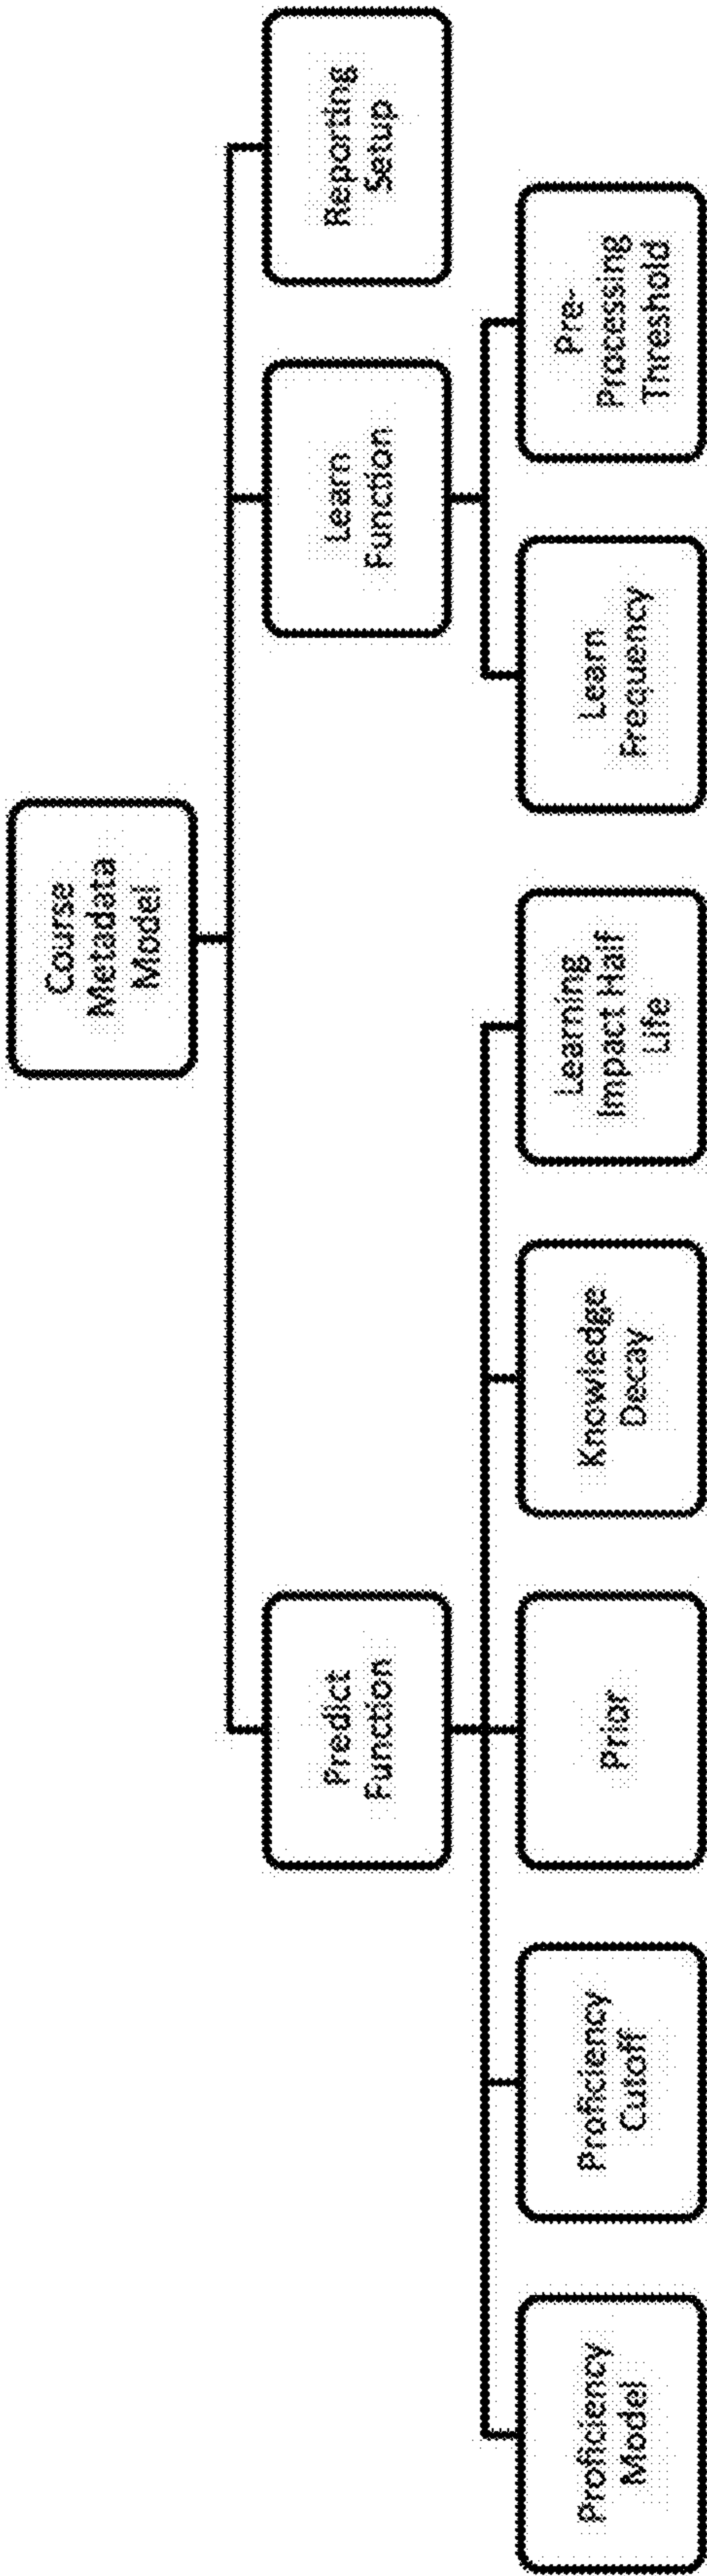 Course
Metadata
Model
Predict
Function
Learn
Function
Reporting
Setup
Proficiency
Model
Proficiency
Cutoff
Prior
Knowledge
Decay
Learning
Impact Half
Life
Learn
Frequency
Pre-
Processing
Threshold